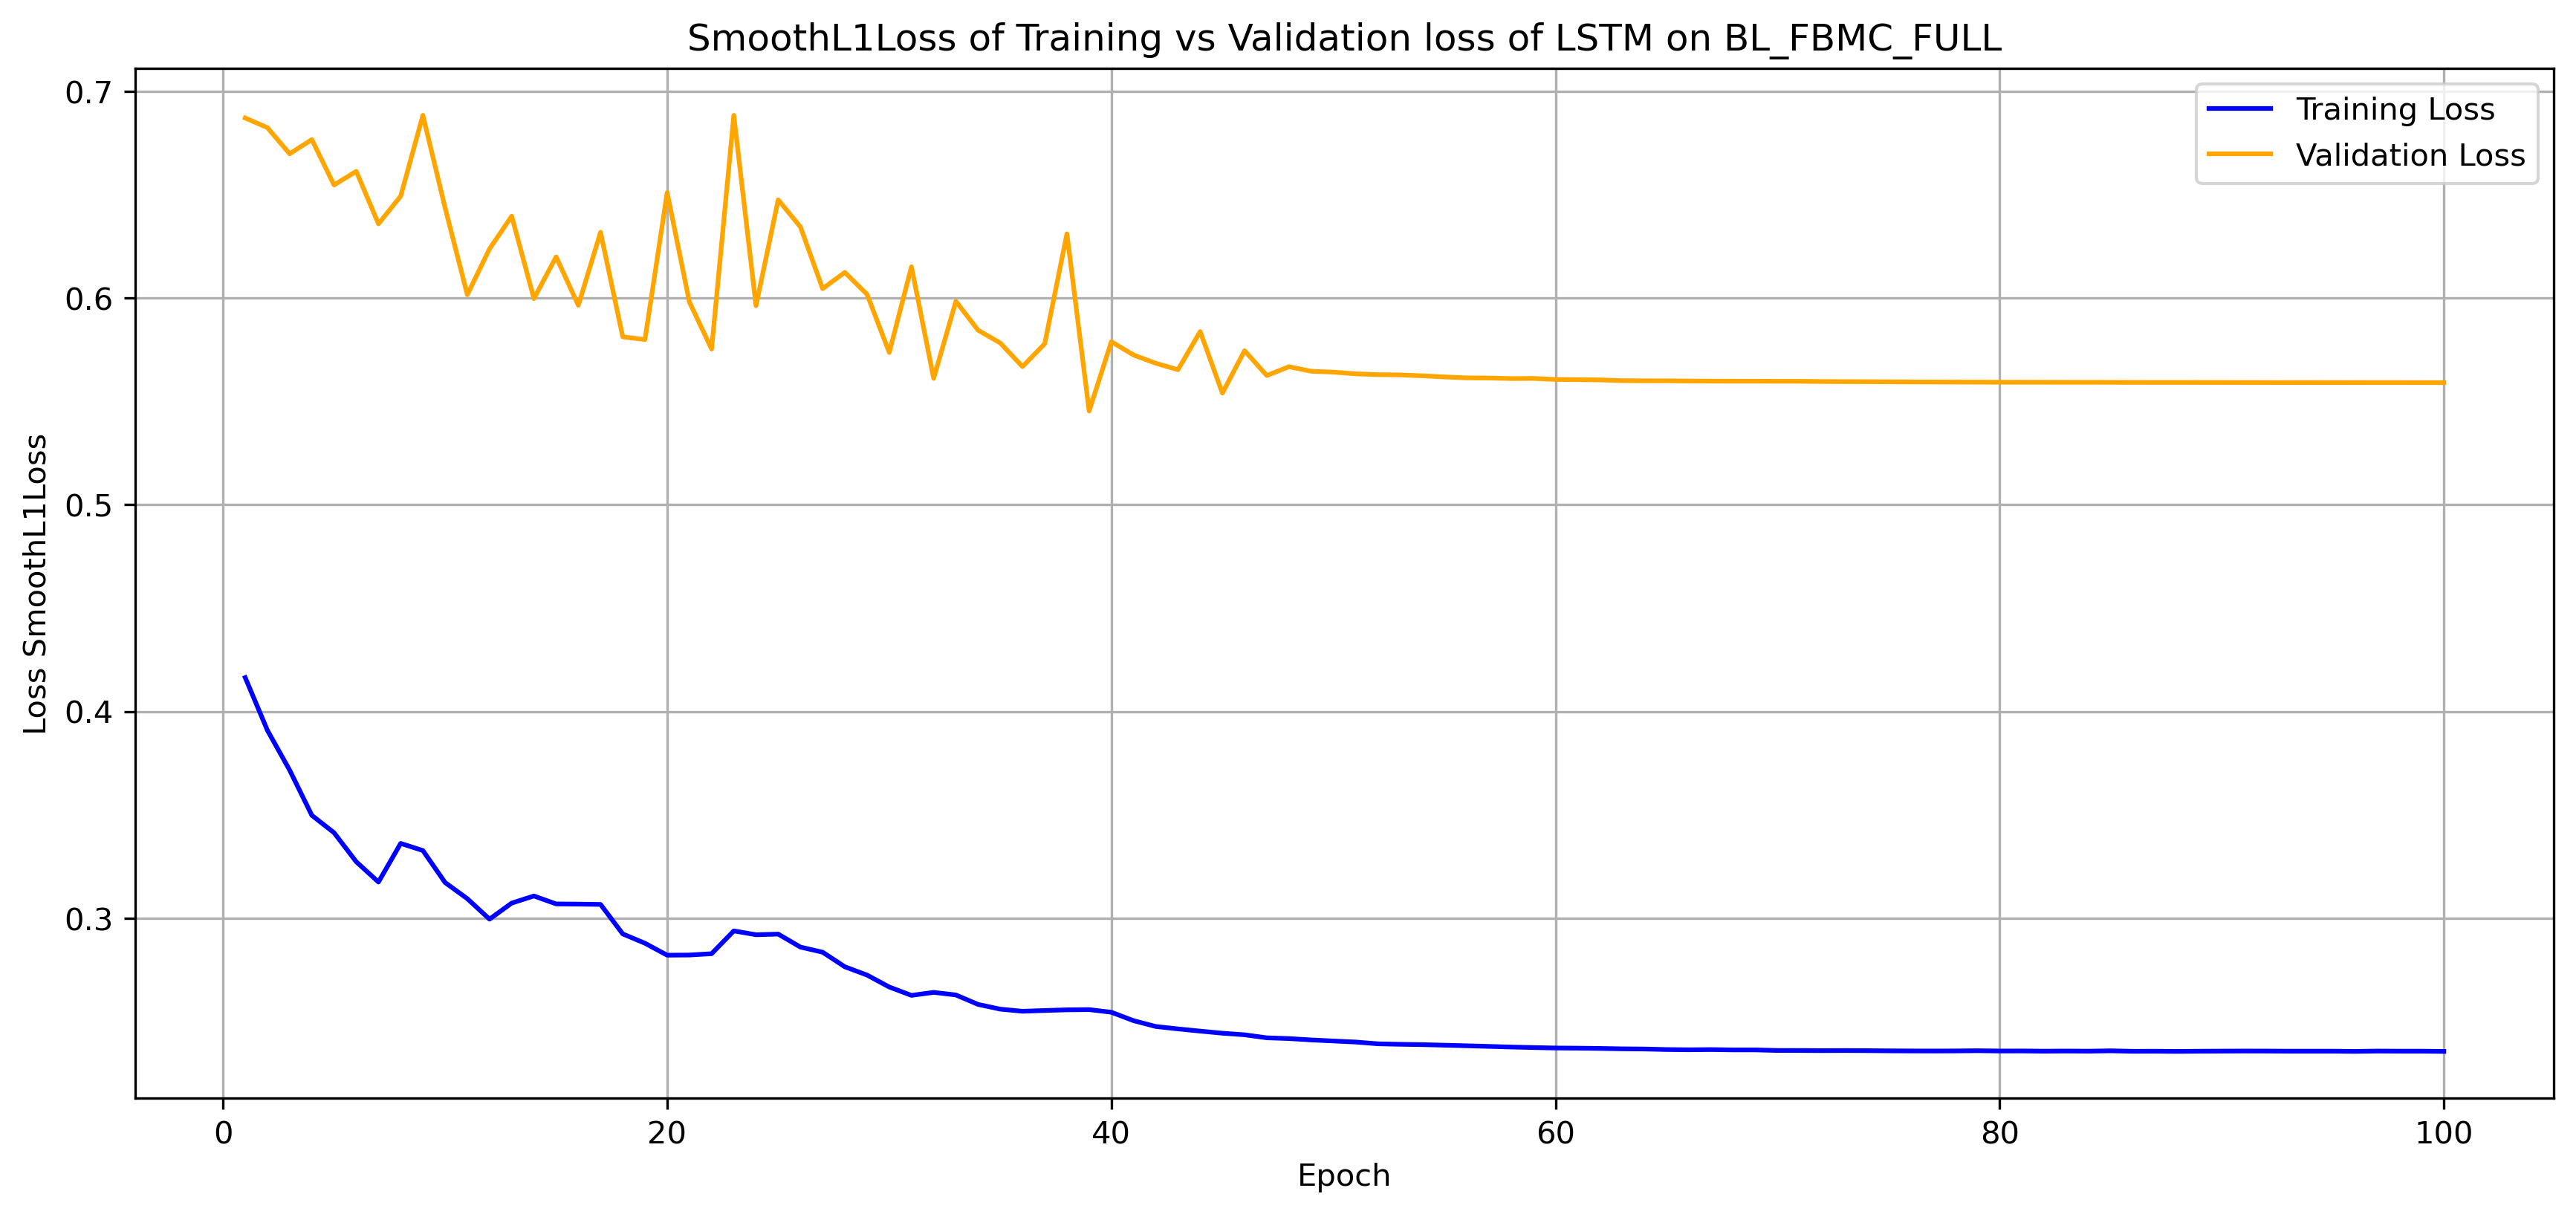 SmoothL1Loss of Training vs Validation loss of LSTM on BL_FBMC_FULL
Training Loss
Validation Loss
Loss SmoothL1Loss
0.7
0.6
0.5
0.4
0.3
0 20 40 60 80 100
Epoch